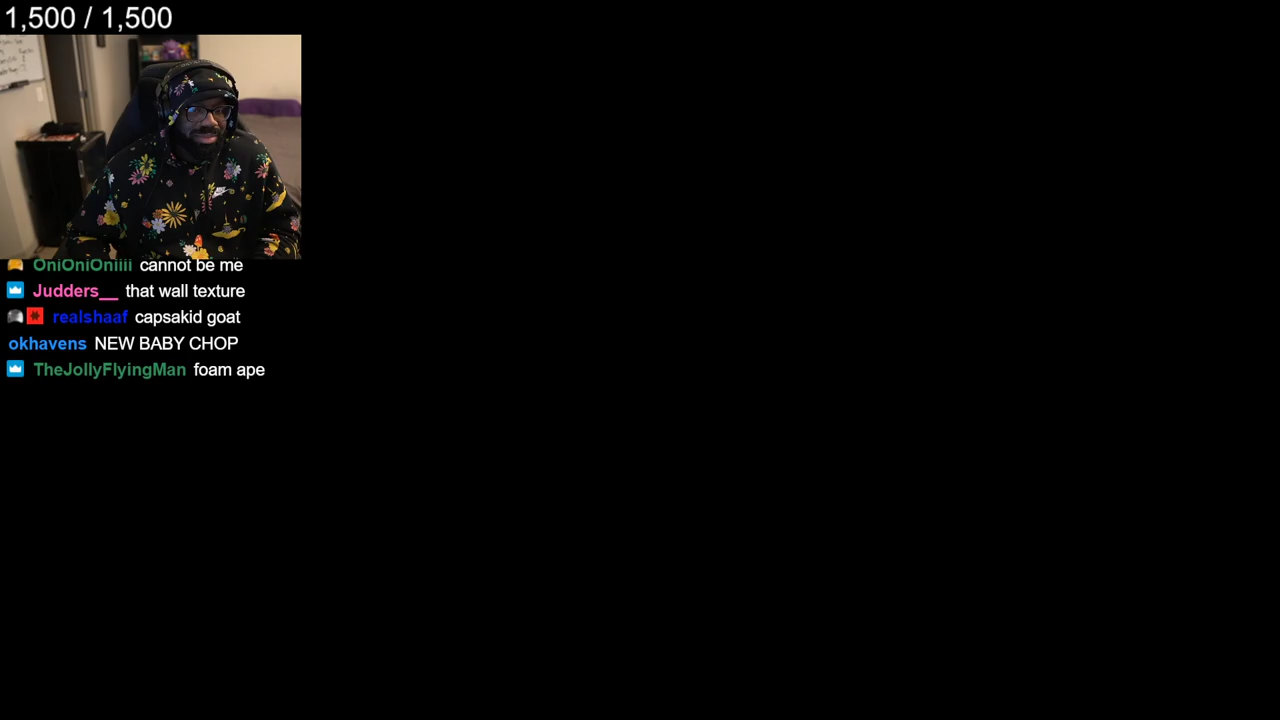 1,500 / 1,500
OniOniOniiii cannot be me
Judders__ that wall texture
realshaaf capsakid goat
okhavens NEW BABY CHOP
TheJollyFlyingMan foam ape